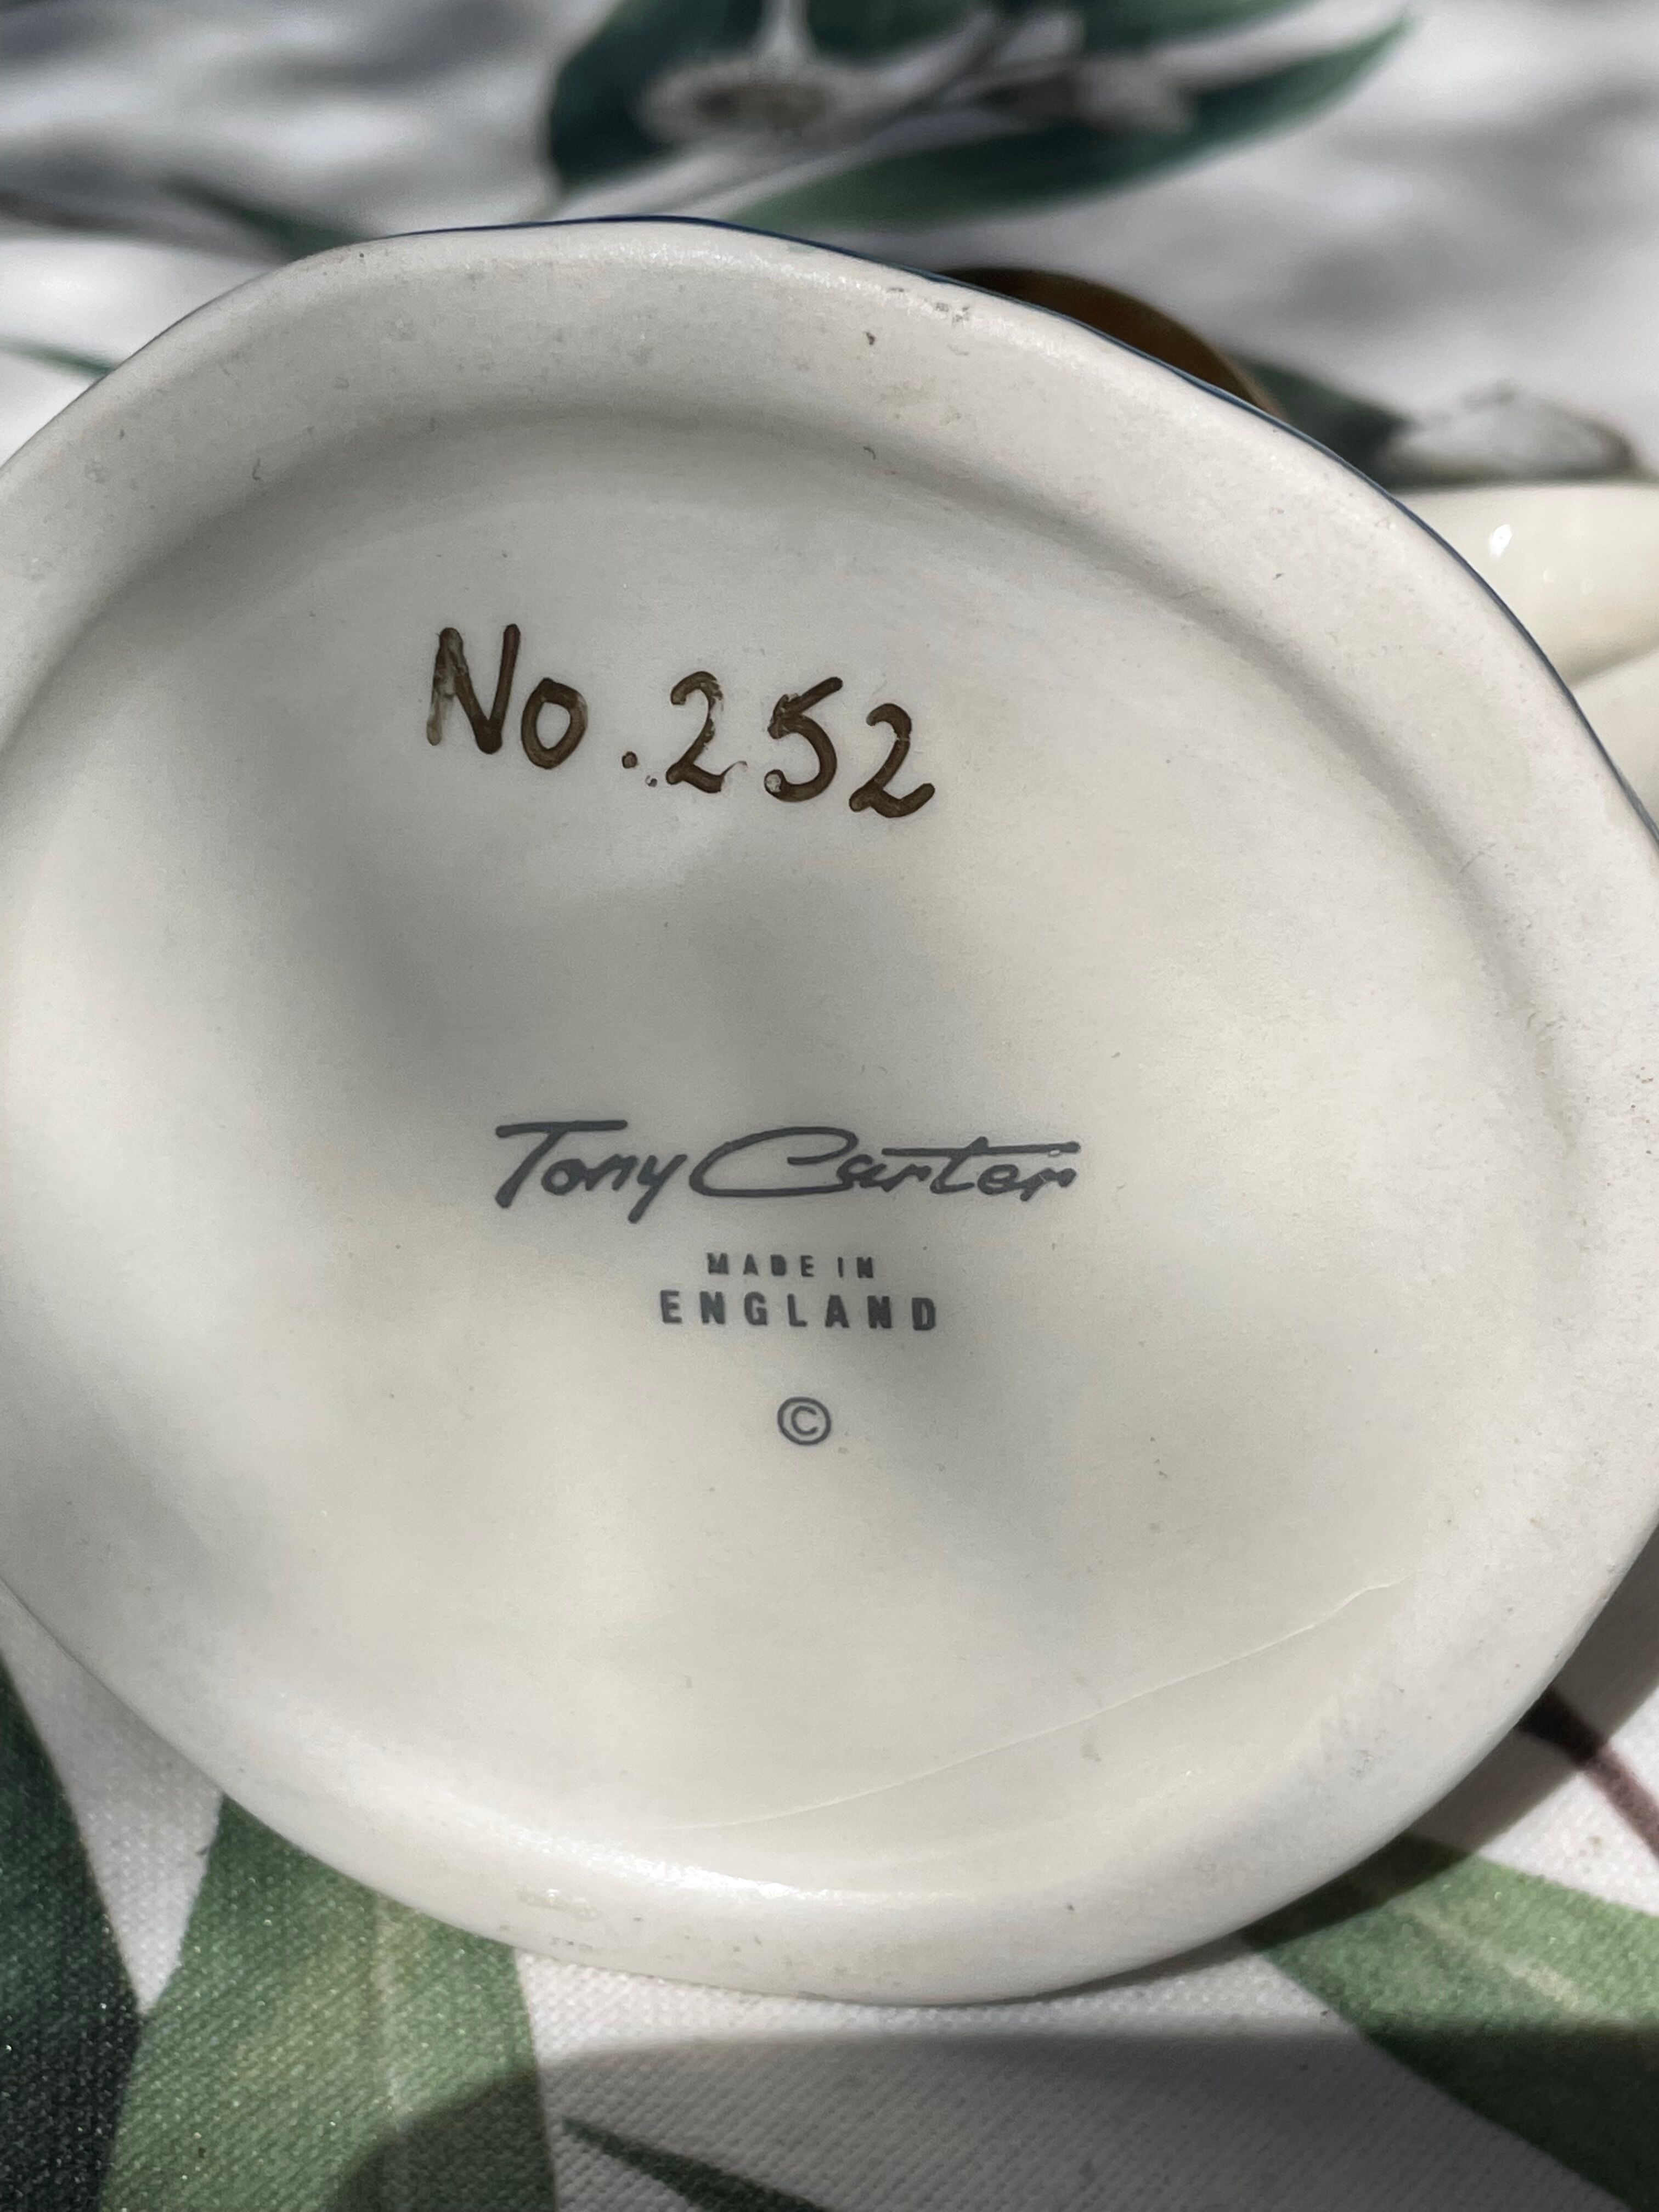 No. 252
Tony Carter
MADE IN
ENGLAND
©